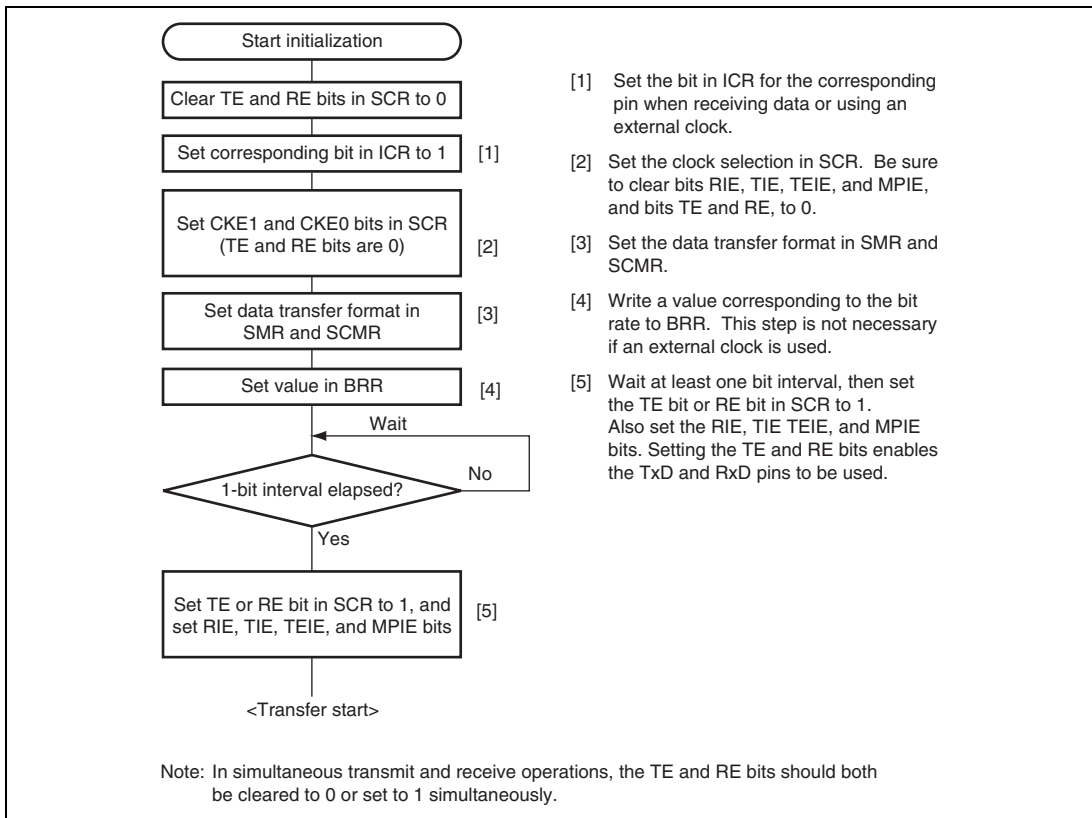 Start initialization
Clear TE and RE bits in SCR to 0
Set corresponding bit in ICR to 1
[1]
Set CKE1 and CKE0 bits in SCR
(TE and RE bits are 0)
[2]
Set data transfer format in
SMR and SCMR
[3]
Set value in BRR
[4]
Wait
No
1-bit interval elapsed?
Yes
Set TE or RE bit in SCR to 1, and
set RIE, TIE, TEIE, and MPIE bits
[5]
<Transfer start>
[1] Set the bit in ICR for the corresponding
pin when receiving data or using an
external clock.
[2] Set the clock selection in SCR. Be sure
to clear bits RIE, TIE, TEIE, and MPIE,
and bits TE and RE, to 0.
[3] Set the data transfer format in SMR and
SCMR.
[4] Write a value corresponding to the bit
rate to BRR. This step is not necessary
if an external clock is used.
[5] Wait at least one bit interval, then set
the TE bit or RE bit in SCR to 1.
Also set the RIE, TIE TEIE, and MPIE
bits. Setting the TE and RE bits enables
the TxD and RxD pins to be used.
Note: In simultaneous transmit and receive operations, the TE and RE bits should both
be cleared to 0 or set to 1 simultaneously.